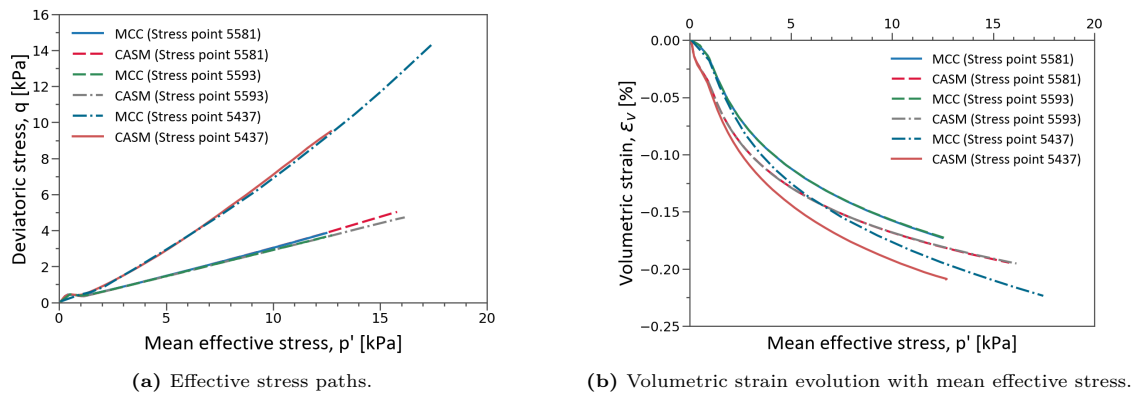 16
14
12
10
8
6
4
2
0
0
5
10
15
20
Deviatoric stress, q [kPa]
Mean effective stress, p' [kPa]
MCC (Stress point 5581)
CASM (Stress point 5581)
MCC (Stress point 5593)
CASM (Stress point 5593)
MCC (Stress point 5437)
CASM (Stress point 5437)
(a) Effective stress paths.
0
5
10
15
20
0.00
−0.05
−0.10
−0.15
−0.20
−0.25
Volumetric strain, εv [%]
MCC (Stress point 5581)
CASM (Stress point 5581)
MCC (Stress point 5593)
CASM (Stress point 5593)
MCC (Stress point 5437)
CASM (Stress point 5437)
Mean effective stress, p' [kPa]
(b) Volumetric strain evolution with mean effective stress.